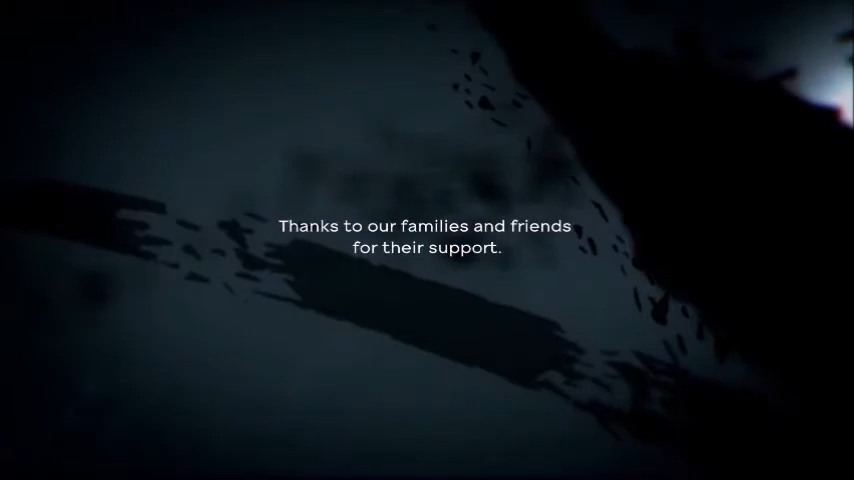 Thanks to our families and friends
for their support.